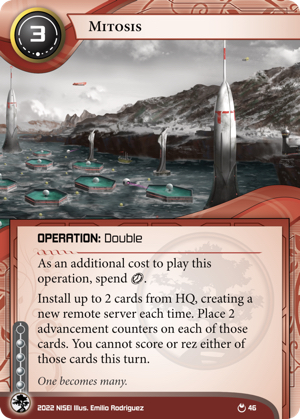 3
MITOSIS
OPERATION: Double
As an additional cost to play this
operation, spend .
Install up to 2 cards from HQ, creating a
new remote server each time. Place 2
advancement counters on each of those
cards. You cannot score or rez either of
those cards this turn.
One becomes many.
2022 NISEI Illus. Emilio Rodríguez
46